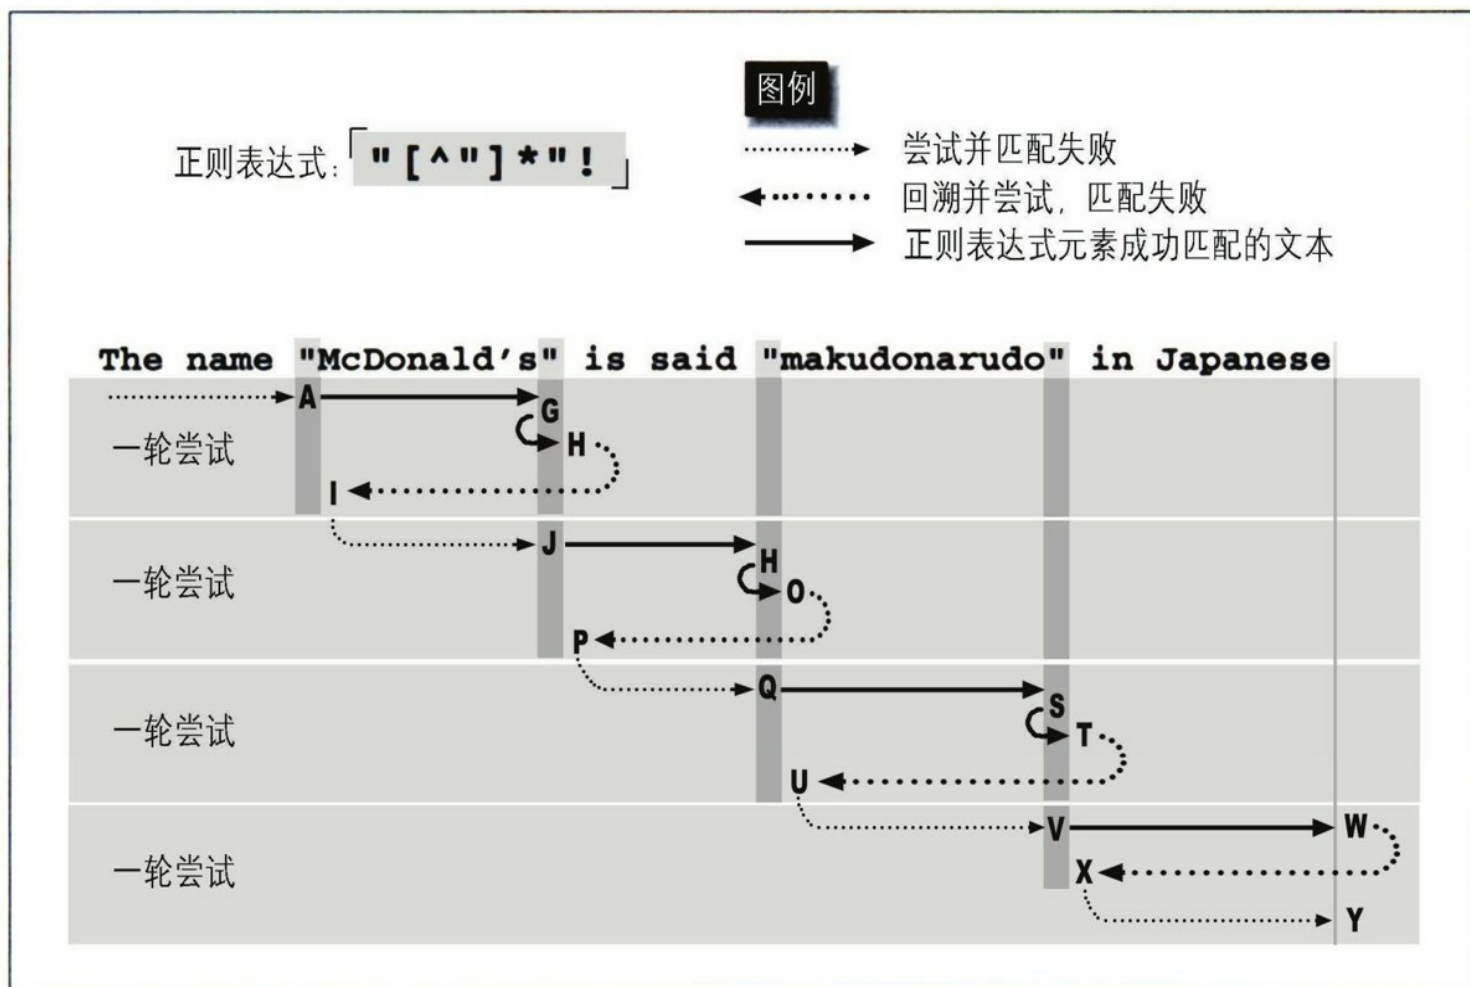 图例
正则表达式：「"[^"]*"!」
尝试并匹配失败
回溯并尝试，匹配失败
正则表达式元素成功匹配的文本
The name "McDonald's" is said "makudonarudo" in Japanese
A
G
一轮尝试 H
I
J
H
一轮尝试 O
P
Q
S
一轮尝试 T
U
V W
一轮尝试 X
Y